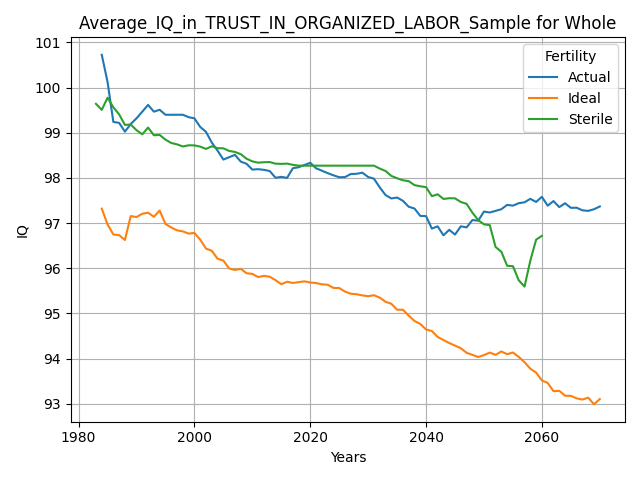 Average_IQ_in_TRUST_IN_ORGANIZED_LABOR_Sample for Whole
101
100
99
98
97
96
95
94
93
IQ
Fertility
Actual
Ideal
Sterile
1980 2000 2020 2040 2060
Years